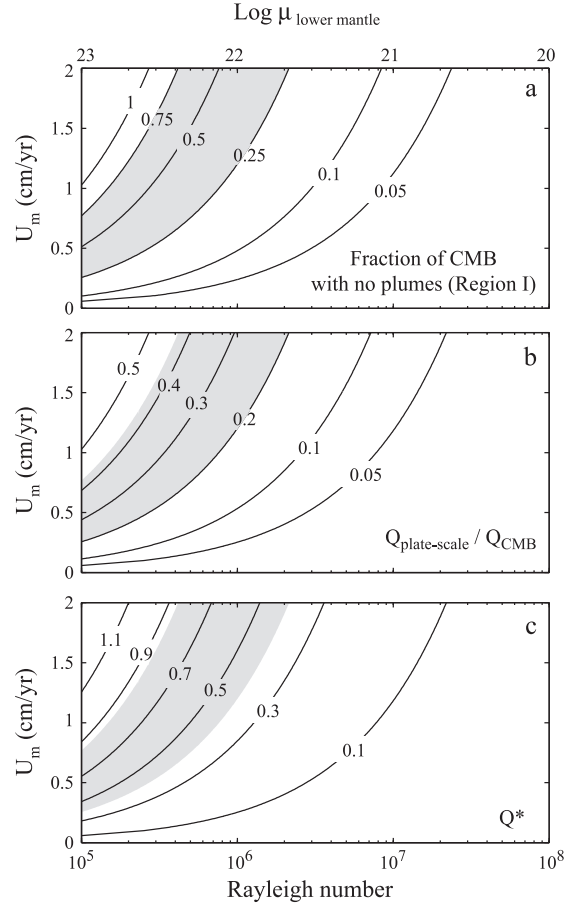 Log μ lower mantle
23 22 21 20
2 a
1 0.75
1.5 0.5
0.25
1 0.1 0.05
U_m (cm/yr)
0.5 Fraction of CMB
with no plumes (Region I)
0
2 b
0.5 0.4
1.5 0.3
0.2
1 0.1 0.05
U_m (cm/yr)
0.5 Q_plate-scale / Q_CMB
0
2 c
1.1 0.9
1.5 0.7
0.5
1 0.3
0.1
U_m (cm/yr)
0.5
Q*
0
10^5 10^6 10^7 10^8
Rayleigh number